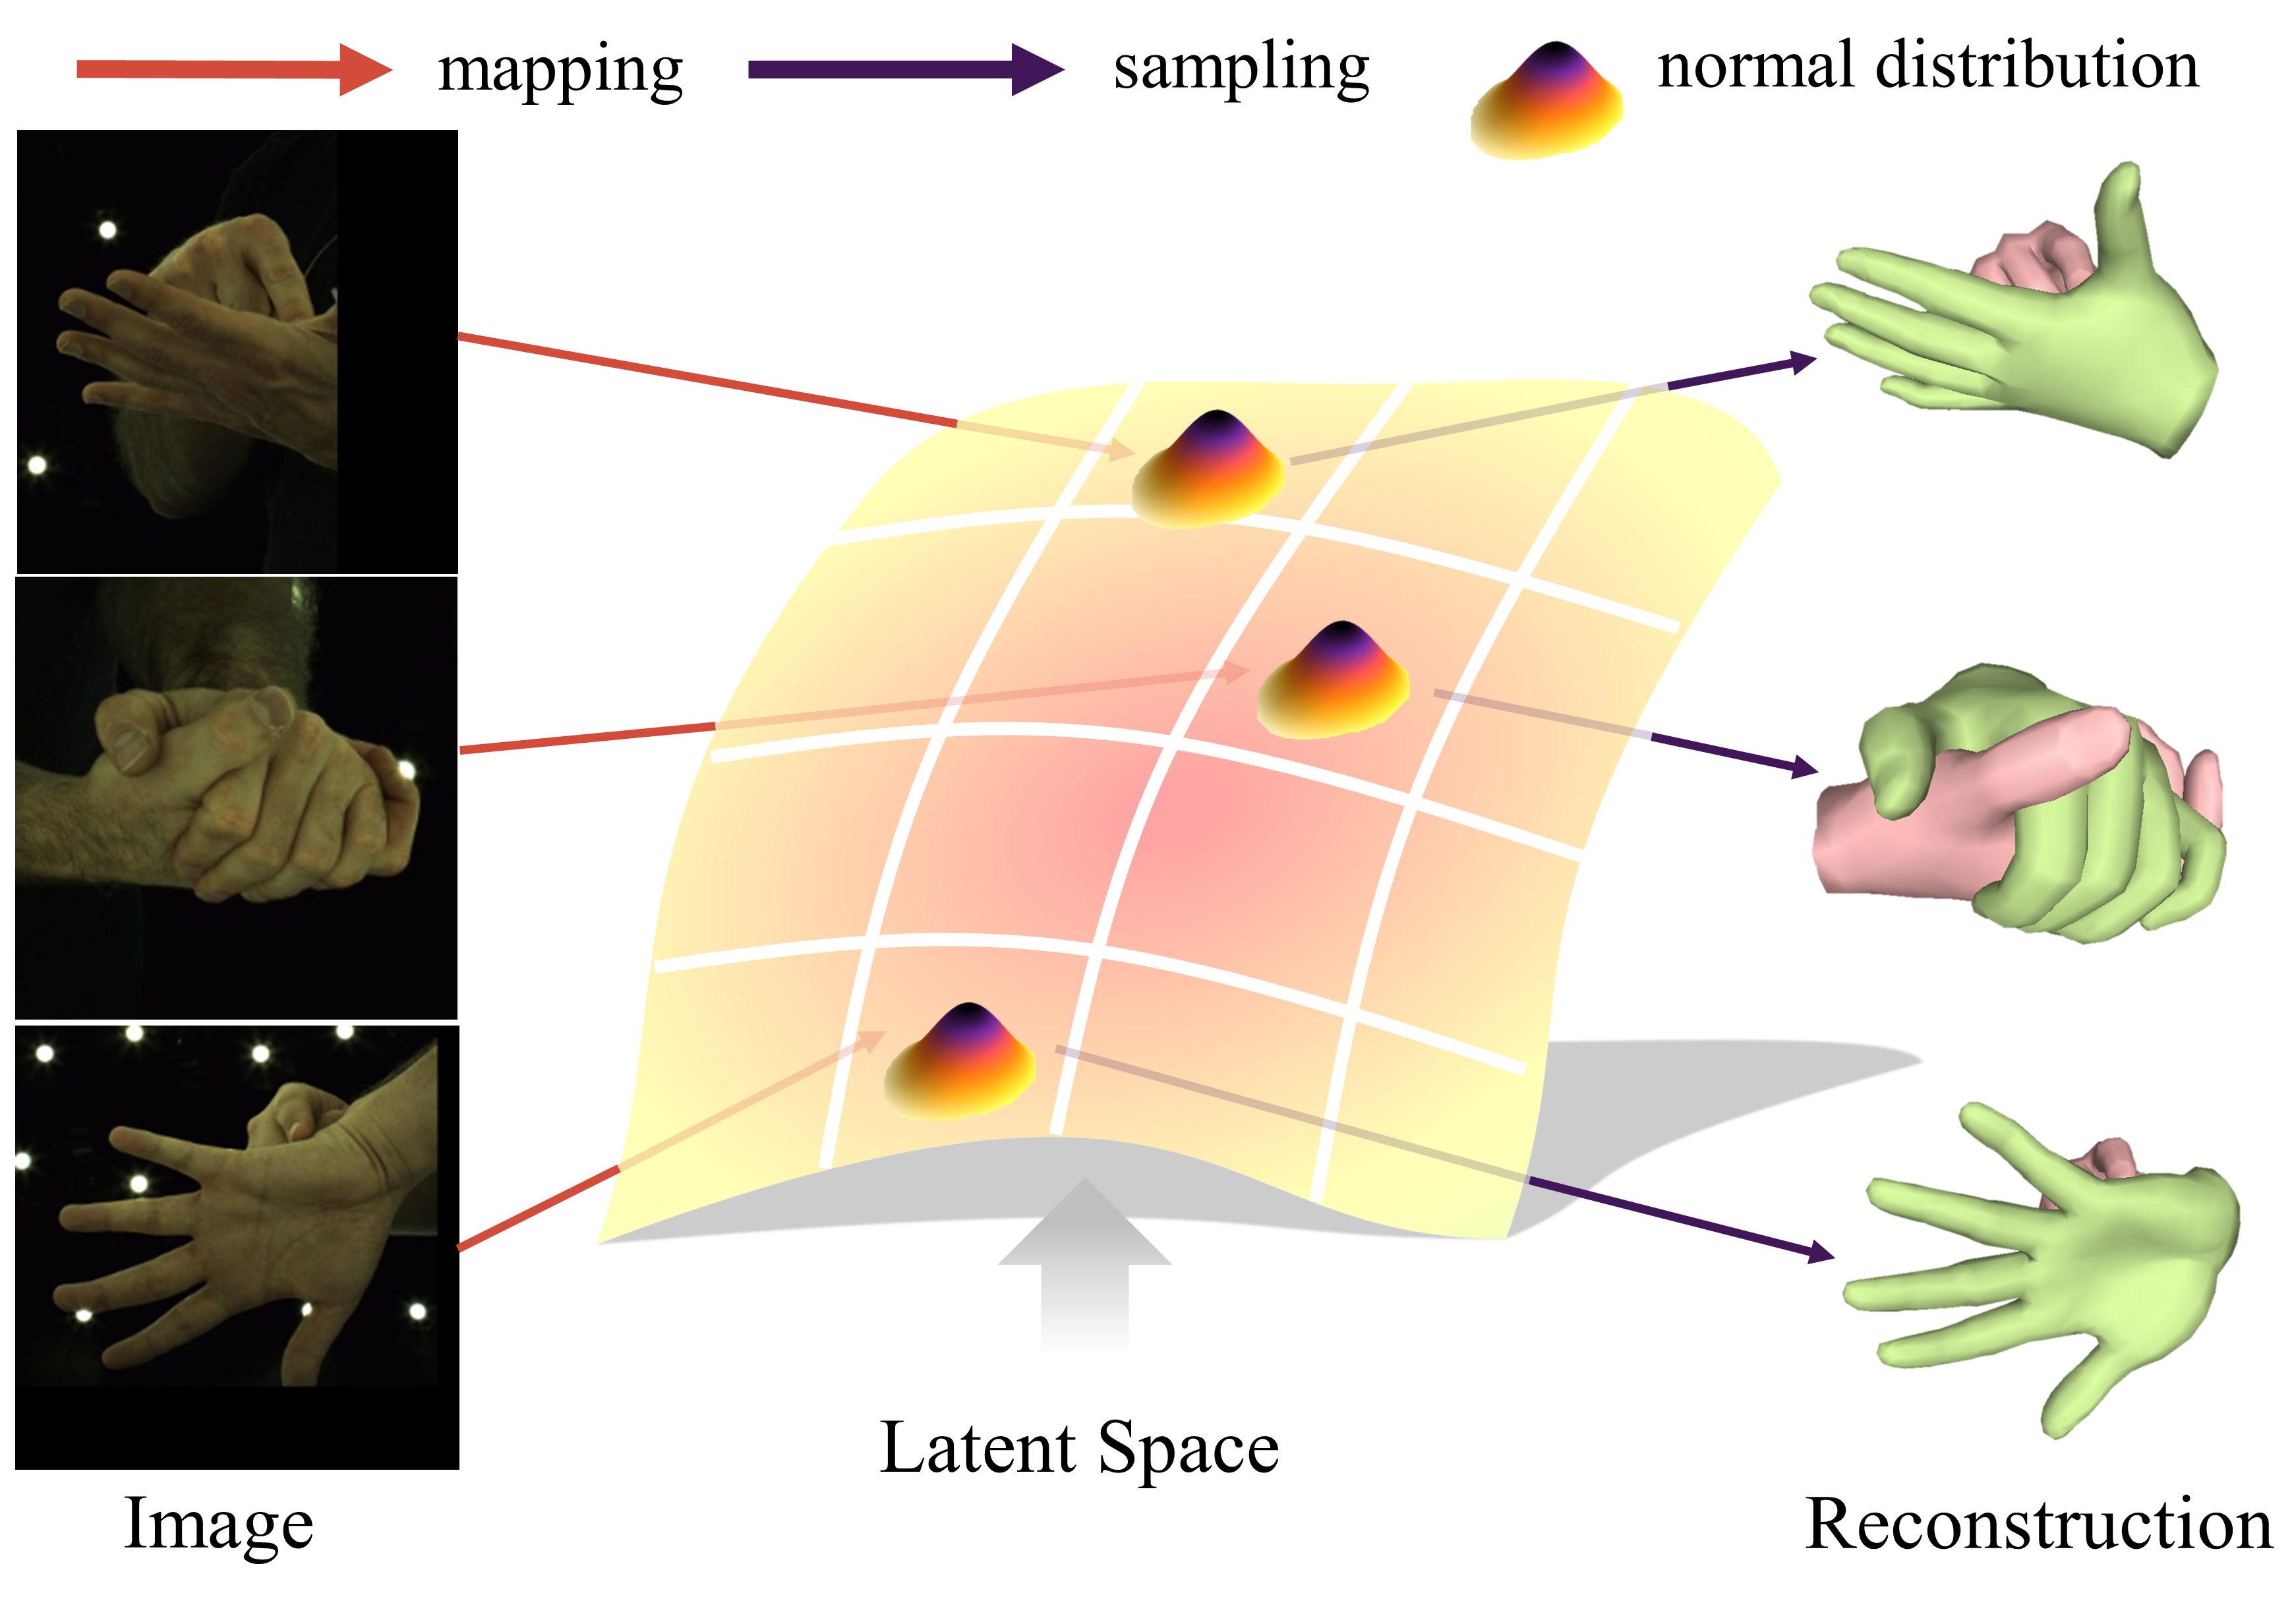 mapping
sampling
normal distribution
Latent Space
Image
Reconstruction